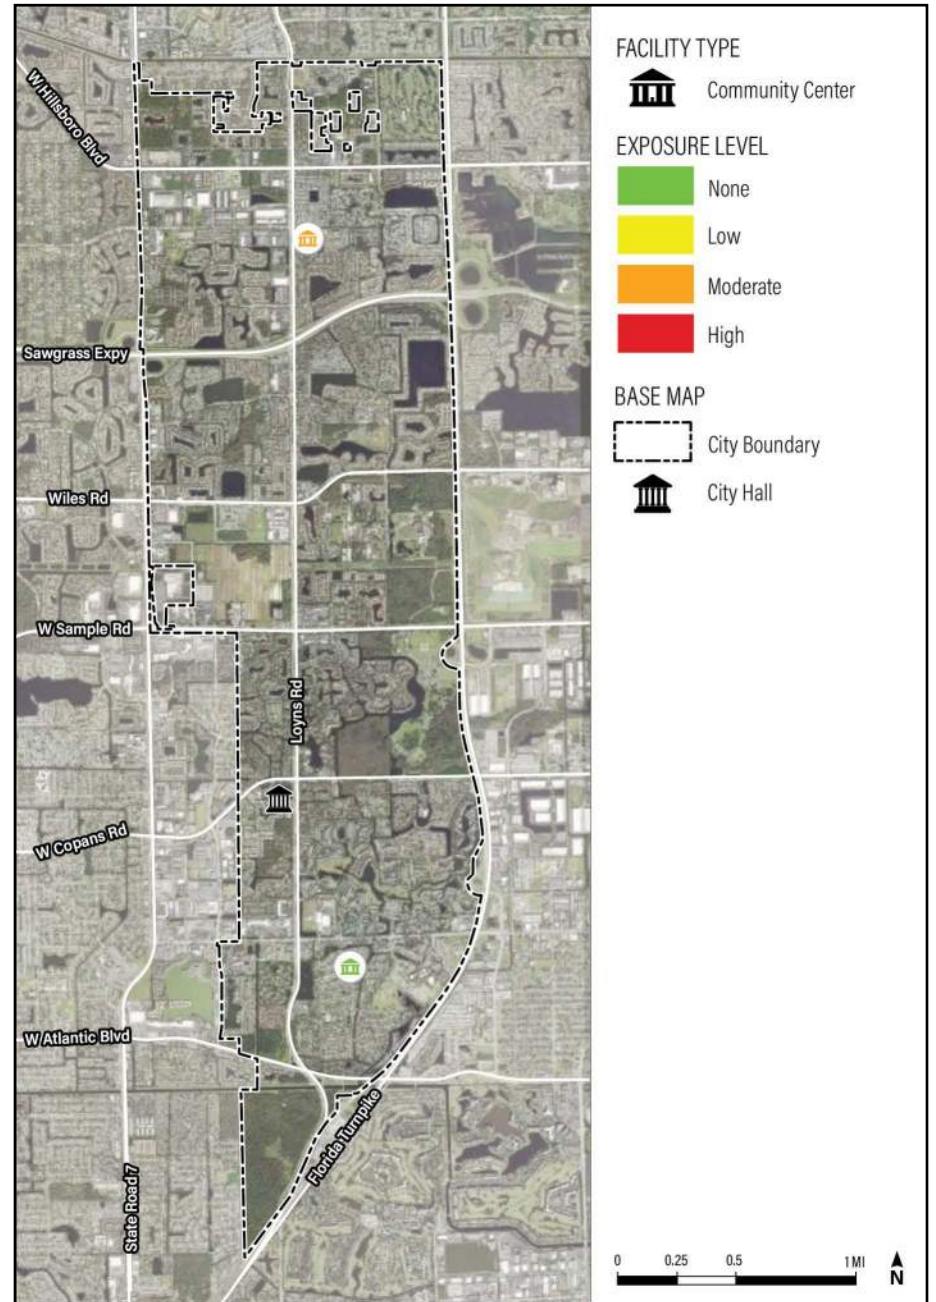 W Hillsboro Blvd
Sawgrass Expy
Wiles Rd
W Sample Rd
Loyns Rd
W Copans Rd
W Atlantic Blvd
Florida Turnpike
State Road 7
FACILITY TYPE
Community Center
EXPOSURE LEVEL
None
Low
Moderate
High
BASE MAP
City Boundary
City Hall
0 0.25 0.5 1 MI
N